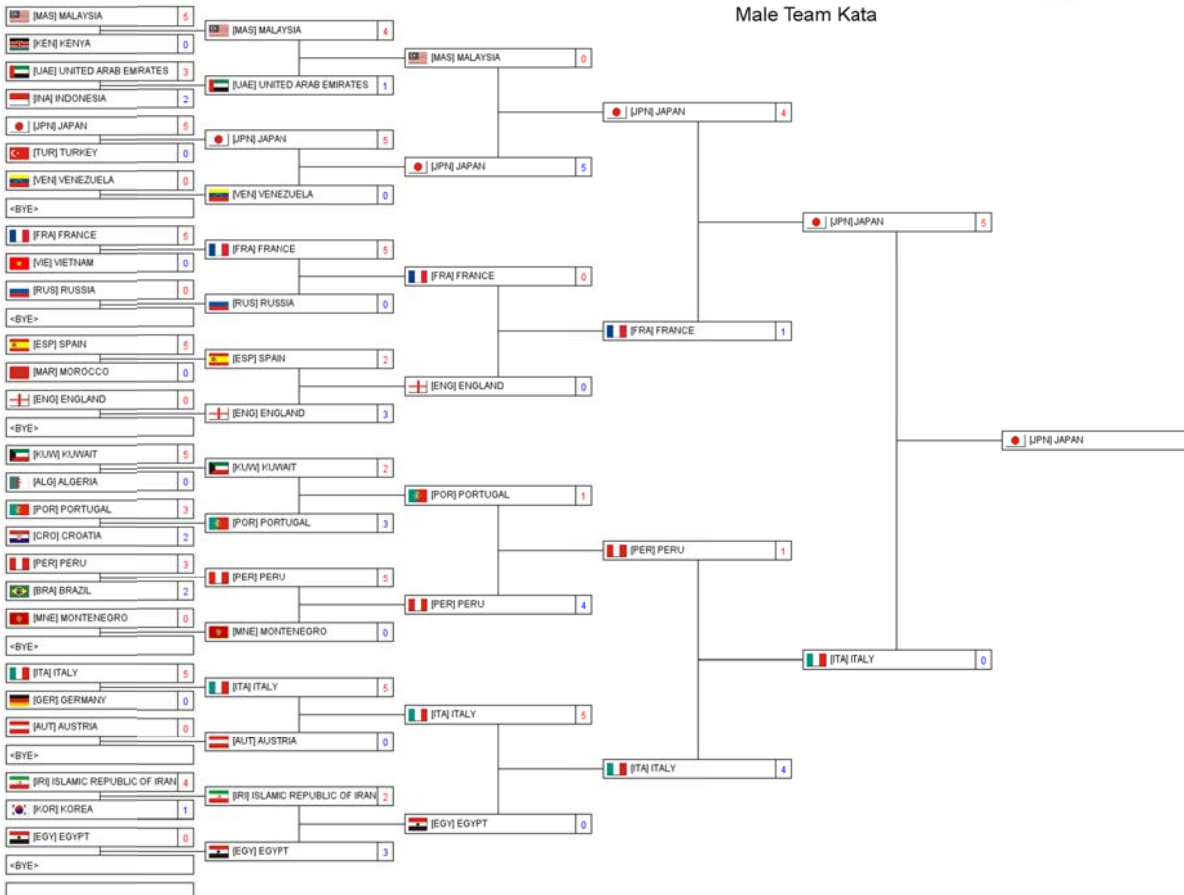 Male Team Kata
[MAS] MALAYSIA 5
[KEN] KENYA 0
[UAE] UNITED ARAB EMIRATES 3
[INA] INDONESIA 2
[JPN] JAPAN 5
[TUR] TURKEY 0
[VEN] VENEZUELA 0
<BYE>
[FRA] FRANCE 5
[VIE] VIETNAM 0
[RUS] RUSSIA 0
<BYE>
[ESP] SPAIN 5
[MAR] MOROCCO 0
[ENG] ENGLAND 0
<BYE>
[KUW] KUWAIT 5
[ALG] ALGERIA 0
[POR] PORTUGAL 3
[CRO] CROATIA 2
[PER] PERU 3
[BRA] BRAZIL 2
[MNE] MONTENEGRO 0
<BYE>
[ITA] ITALY 5
[GER] GERMANY 0
[AUT] AUSTRIA 0
<BYE>
[IRI] ISLAMIC REPUBLIC OF IRAN 4
[KOR] KOREA 1
[EGY] EGYPT 0
<BYE>
[MAS] MALAYSIA 4
[UAE] UNITED ARAB EMIRATES 1
[JPN] JAPAN 5
[VEN] VENEZUELA 0
[FRA] FRANCE 5
[RUS] RUSSIA 0
[ESP] SPAIN 2
[ENG] ENGLAND 3
[KUW] KUWAIT 2
[POR] PORTUGAL 3
[PER] PERU 5
[MNE] MONTENEGRO 0
[ITA] ITALY 5
[AUT] AUSTRIA 0
[IRI] ISLAMIC REPUBLIC OF IRAN 2
[EGY] EGYPT 3
[MAS] MALAYSIA 0
[JPN] JAPAN 5
[FRA] FRANCE 0
[ENG] ENGLAND 0
[POR] PORTUGAL 1
[PER] PERU 4
[ITA] ITALY 5
[EGY] EGYPT 0
[JPN] JAPAN 4
[FRA] FRANCE 1
[PER] PERU 1
[ITA] ITALY 4
[JPN] JAPAN 5
[ITA] ITALY 0
[JPN] JAPAN